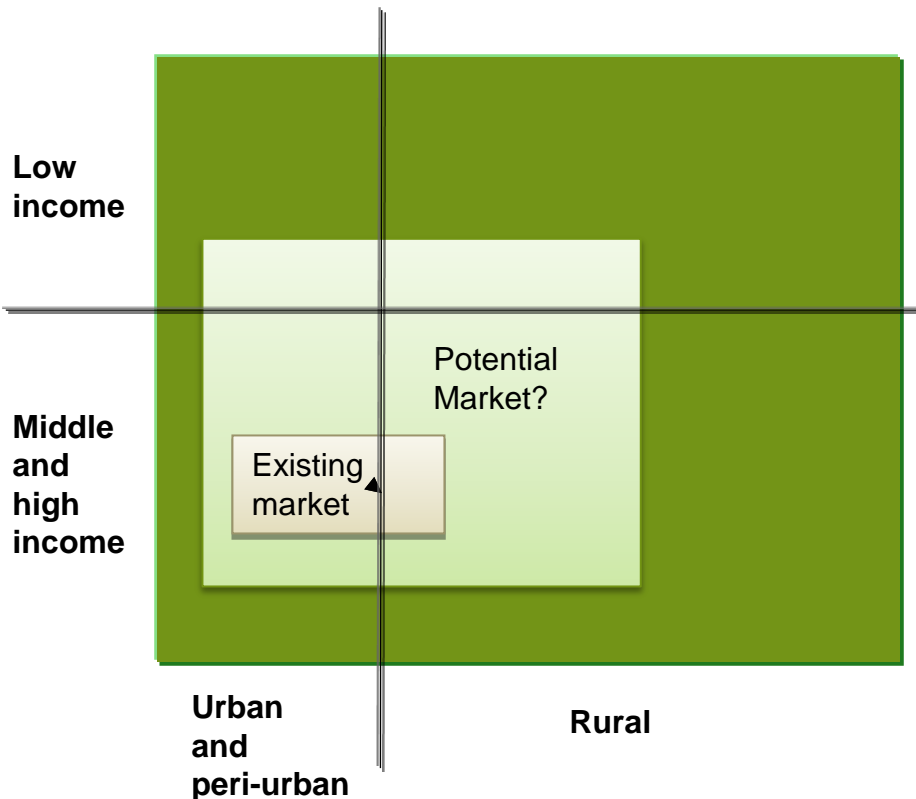 Low
income
Potential
Market?
Middle
and
high
income
Existing
market
Urban
and
peri-urban
Rural